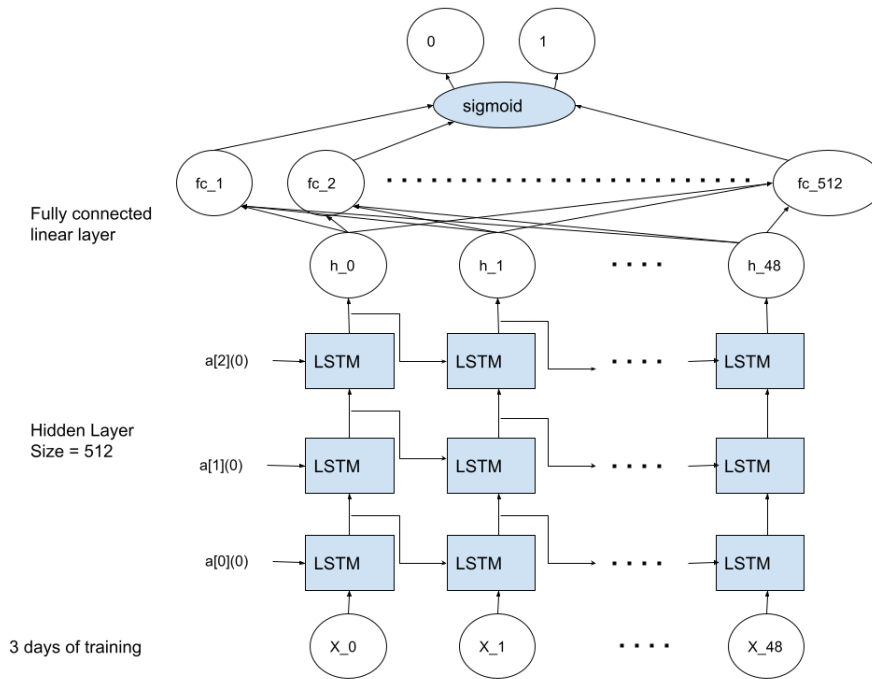 0 1
sigmoid
fc_1 fc_2 fc_512
Fully connected
linear layer
h_0 h_1 h_48
a[2](0) LSTM LSTM LSTM
Hidden Layer
Size = 512
a[1](0) LSTM LSTM LSTM
a[0](0) LSTM LSTM LSTM
3 days of training X_0 X_1 X_48